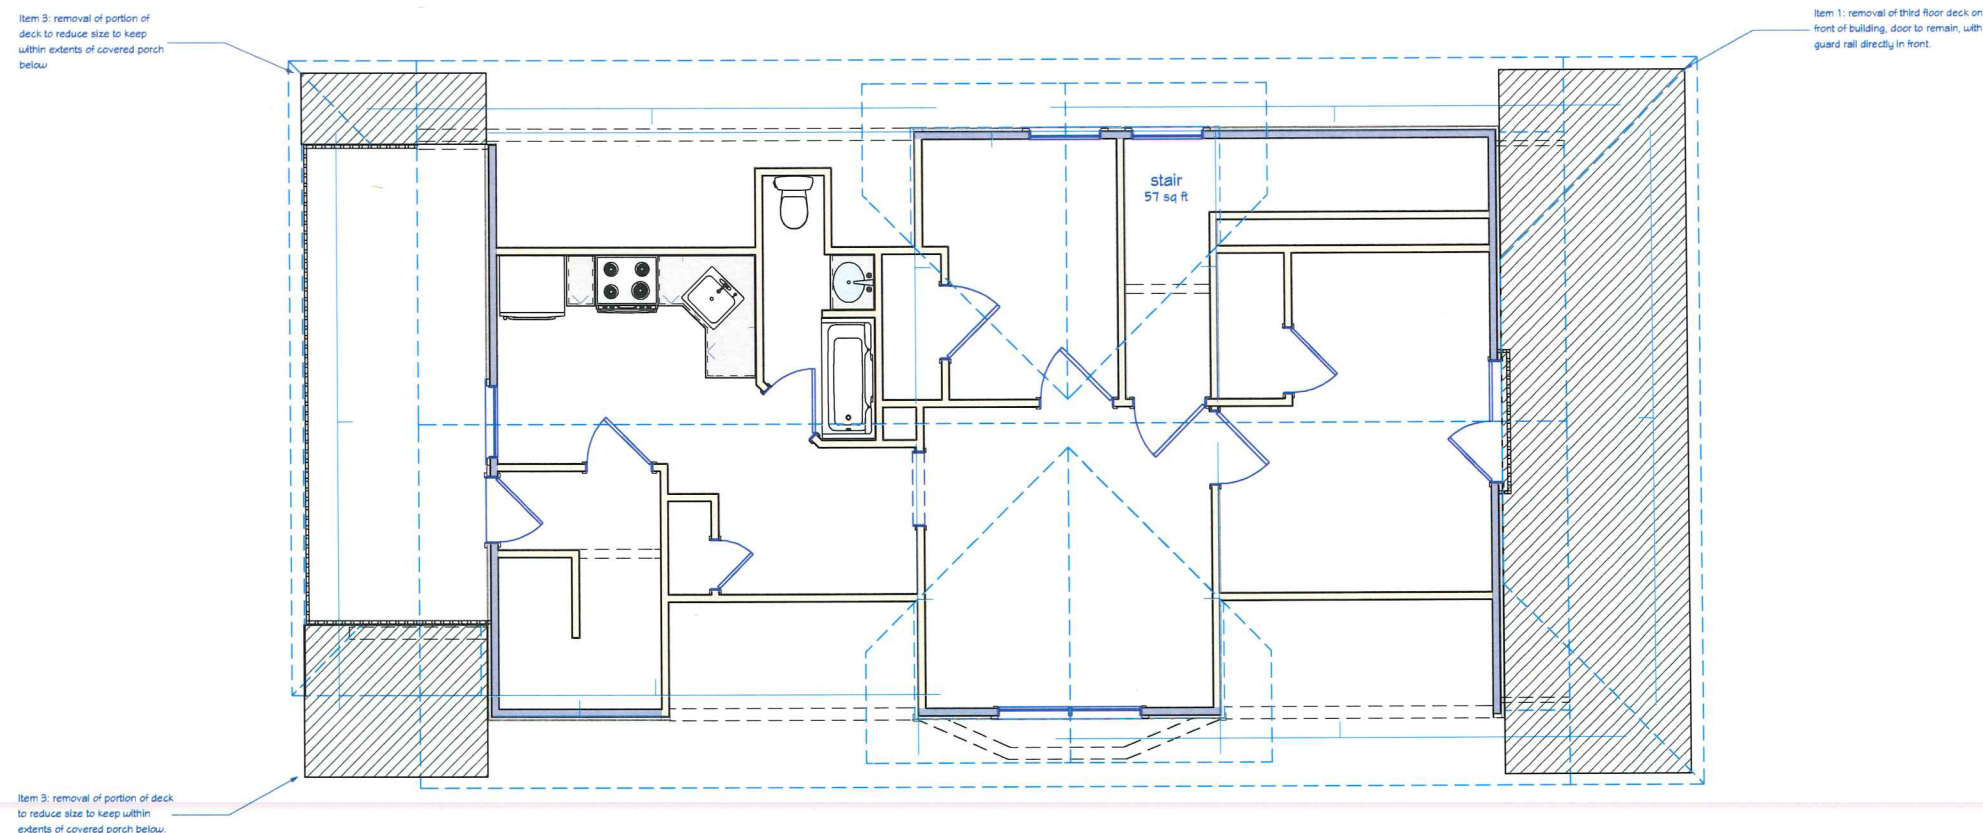 Item 3: removal of portion of
deck to reduce size to keep
within extents of covered porch
below
Item 1: removal of third floor deck on
front of building, door to remain, with
guard rail directly in front.
stair
57 sq ft
Item 3: removal of portion of deck
to reduce size to keep within
extents of covered porch below.